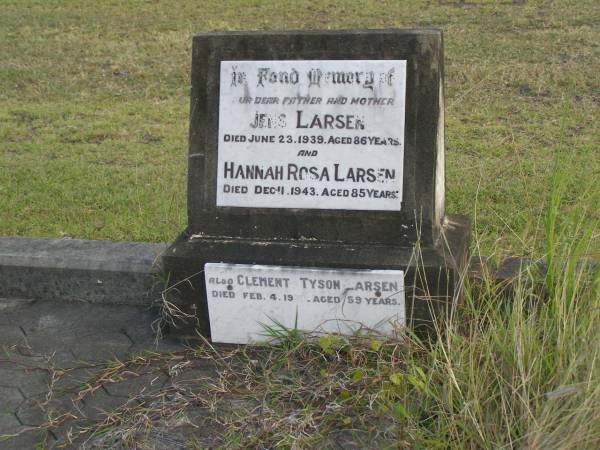 In Fond Memory of
UR DEAR FATHER AND MOTHER
JENS LARSEN
DIED JUNE 23.1939. AGED 86 YEARS.
AND
HANNAH ROSA LARSEN
DIED DEC 11.1943. AGED 85 YEARS.
ALSO CLEMENT TYSON LARSEN
DIED FEB. 4.19 . AGED 59 YEARS.